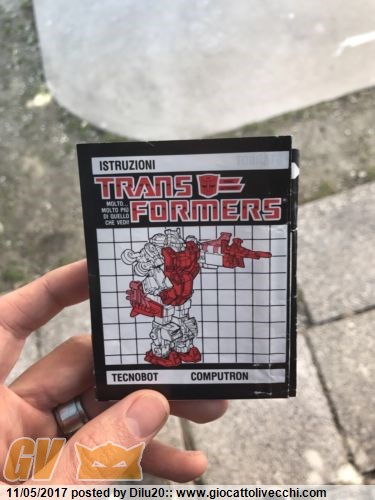 ISTRUZIONI
TRANS
FORMERS
MOLTO...
MOLTO PIÙ
DI QUELLO
CHE VEDI!
TECNOBOT COMPUTRON
GV
11/05/2017 posted by Dilu20:: www.giocattolivecchi.com